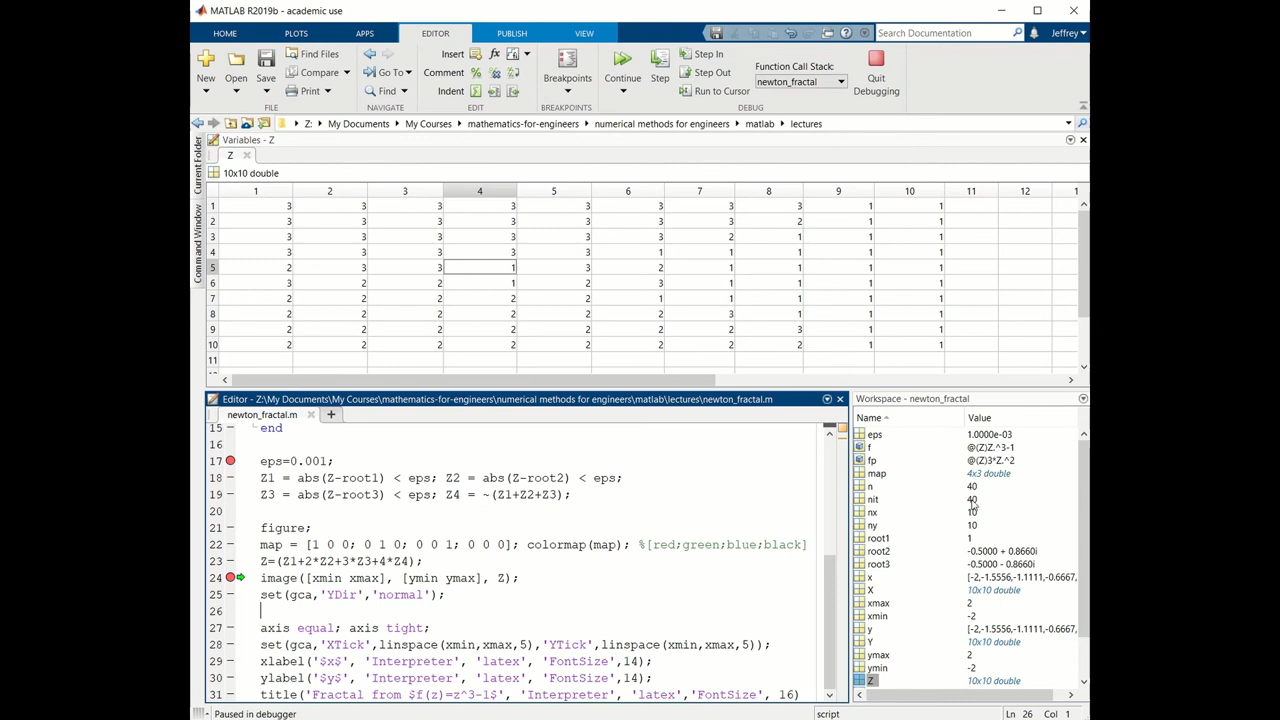 MATLAB R2019b - academic use
HOME PLOTS APPS EDITOR PUBLISH VIEW Search Documentation Jeffrey
New Open Save Find Files Compare Print Go To Find Insert Comment Indent Breakpoints Continue Step Step In Step Out Run to Cursor Function Call Stack: newton_fractal Quit Debugging
FILE NAVIGATE EDIT BREAKPOINTS DEBUG
Z: My Documents My Courses mathematics-for-engineers numerical methods for engineers matlab lectures
Current Folder
Command Window
Variables - Z
Z
10x10 double
1 2 3 4 5 6 7 8 9 10 11 12 1
1 3 3 3 3 3 3 3 3 1 1
2 3 3 3 3 3 3 3 2 1 1
3 3 3 3 3 3 3 2 1 1 1
4 3 3 3 3 3 1 1 1 1 1
5 2 3 3 1 3 2 1 1 1 1
6 3 2 2 1 2 3 1 1 1 1
7 2 2 2 2 2 1 1 1 1 1
8 2 2 2 2 2 2 3 1 1 1
9 2 2 2 2 2 2 2 3 1 1
10 2 2 2 2 2 2 2 2 1 1
11
Editor - Z:\My Documents\My Courses\mathematics-for-engineers\numerical methods for engineers\matlab\lectures\newton_fractal.m
newton_fractal.m
15 end
16
17 eps=0.001;
18 Z1 = abs(Z-root1) < eps; Z2 = abs(Z-root2) < eps;
19 Z3 = abs(Z-root3) < eps; Z4 = ~(Z1+Z2+Z3);
20
21 figure;
22 map = [1 0 0; 0 1 0; 0 0 1; 0 0 0]; colormap(map); %[red;green;blue;black]
23 Z=(Z1+2*Z2+3*Z3+4*Z4);
24 image([xmin xmax], [ymin ymax], Z);
25 set(gca,'YDir','normal');
26
27 axis equal; axis tight;
28 set(gca,'XTick',linspace(xmin,xmax,5),'YTick',linspace(ymin,ymax,5));
29 xlabel('$x$', 'Interpreter', 'latex', 'FontSize',14);
30 ylabel('$y$', 'Interpreter', 'latex', 'FontSize',14);
31 title('Fractal from $f(z)=z^3-1$', 'Interpreter', 'latex','FontSize', 16)
Workspace - newton_fractal
Name Value
eps 1.0000e-03
f @(Z)Z.^3-1
fp @(Z)3*Z.^2
map 4x3 double
n 40
nit 40
nx 10
ny 10
root1 1
root2 -0.5000 + 0.8660i
root3 -0.5000 - 0.8660i
x [-2,-1.5556,-1.1111,-0.6667,
X 10x10 double
xmax 2
xmin -2
y [-2,-1.5556,-1.1111,-0.6667,
Y 10x10 double
ymax 2
ymin -2
Z 10x10 double
Paused in debugger script Ln 26 Col 1